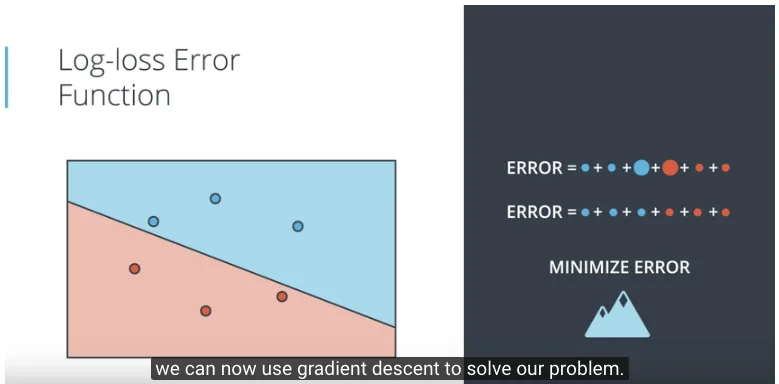 Log-loss Error
Function
ERROR = + + + + +
ERROR = + + + + +
MINIMIZE ERROR
we can now use gradient descent to solve our problem.